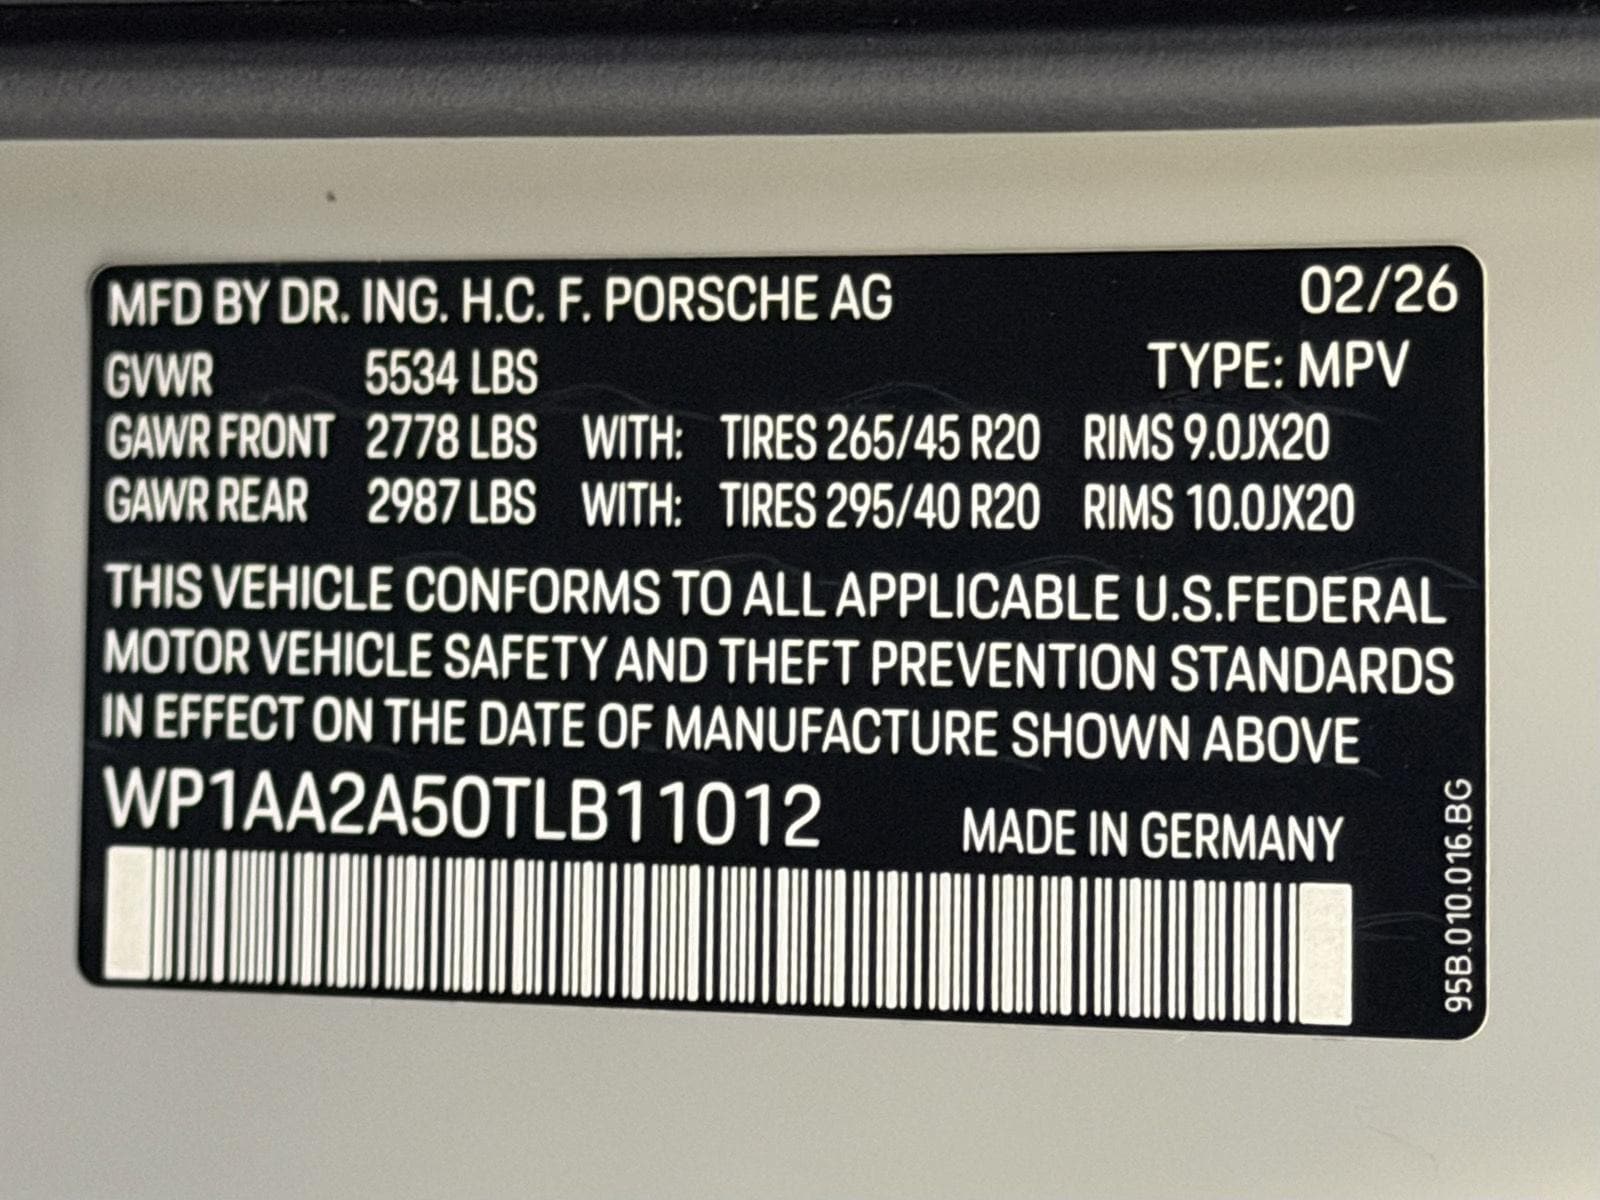 MFD BY DR. ING. H.C. F. PORSCHE AG 02/26
GVWR 5534 LBS TYPE: MPV
GAWR FRONT 2778 LBS WITH: TIRES 265/45 R20 RIMS 9.0JX20
GAWR REAR 2987 LBS WITH: TIRES 295/40 R20 RIMS 10.0JX20
THIS VEHICLE CONFORMS TO ALL APPLICABLE U.S.FEDERAL
MOTOR VEHICLE SAFETY AND THEFT PREVENTION STANDARDS
IN EFFECT ON THE DATE OF MANUFACTURE SHOWN ABOVE
WP1AA2A50TLB11012 MADE IN GERMANY
95B.010.016.BG